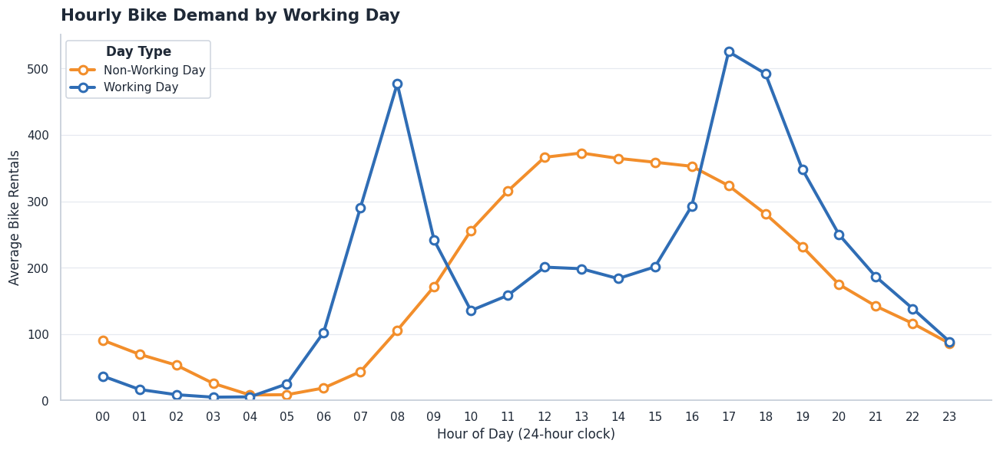 Hourly Bike Demand by Working Day
Day Type
Non-Working Day
Working Day
Average Bike Rentals
500
400
300
200
100
0
00 01 02 03 04 05 06 07 08 09 10 11 12 13 14 15 16 17 18 19 20 21 22 23
Hour of Day (24-hour clock)